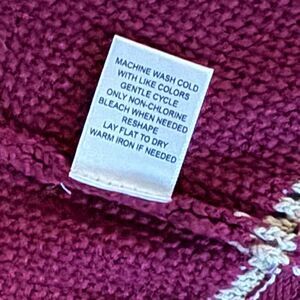 MACHINE WASH COLD
WITH LIKE COLORS
GENTLE CYCLE
ONLY NON-CHLORINE
BLEACH WHEN NEEDED
RESHAPE
LAY FLAT TO DRY
WARM IRON IF NEEDED